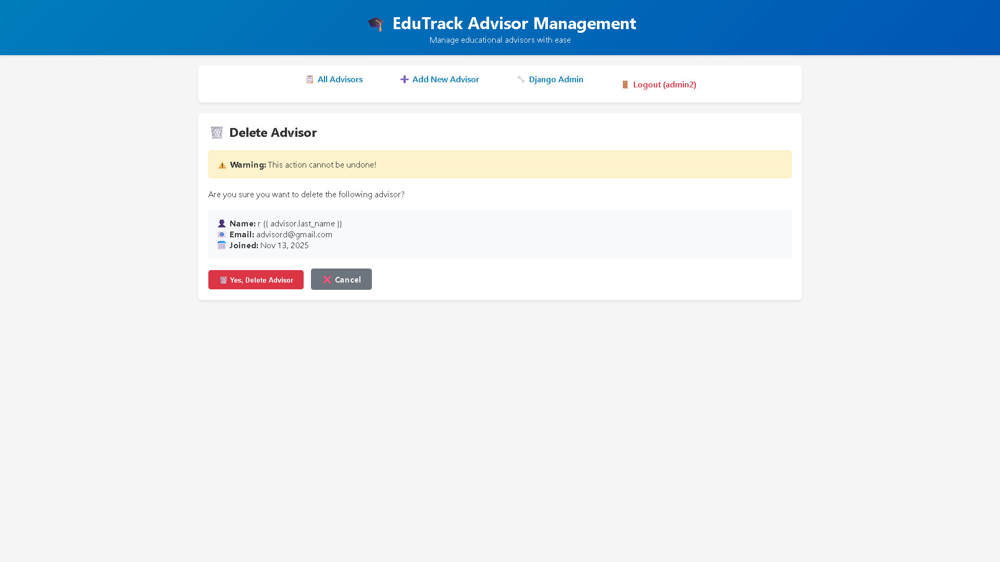 EduTrack Advisor Management
Manage educational advisors with ease
All Advisors
Add New Advisor
Django Admin
Logout (admin2)
Delete Advisor
Warning: This action cannot be undone!
Are you sure you want to delete the following advisor?
Name: r {{ advisor.last_name }}
Email: advisord@gmail.com
Joined: Nov 13, 2025
Yes, Delete Advisor
Cancel